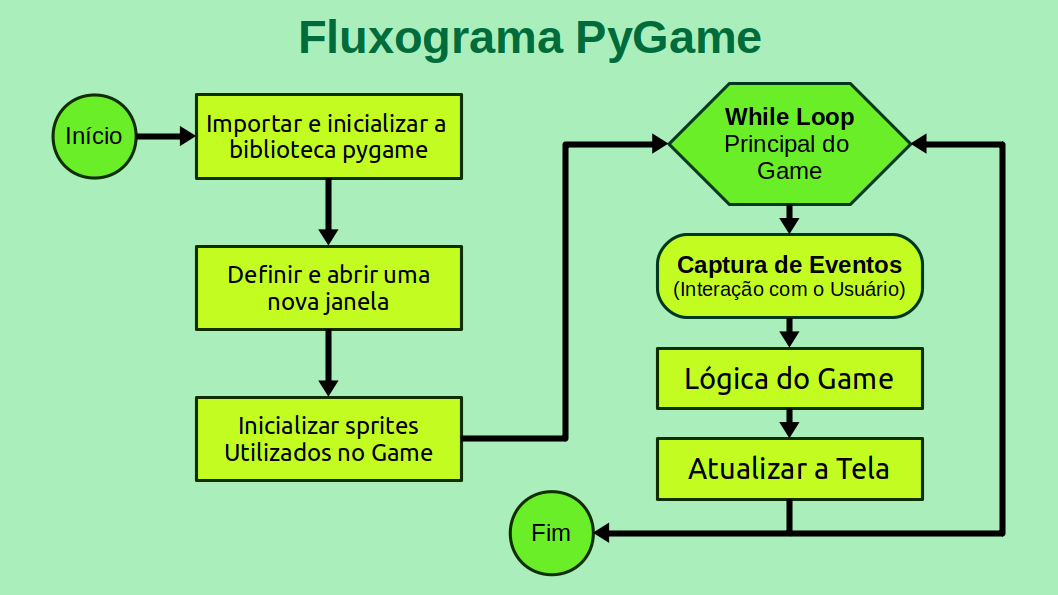 Fluxograma PyGame
Início
Importar e inicializar a
biblioteca pygame
Definir e abrir uma
nova janela
Inicializar sprites
Utilizados no Game
While Loop
Principal do
Game
Captura de Eventos
(Interação com o Usuário)
Lógica do Game
Atualizar a Tela
Fim